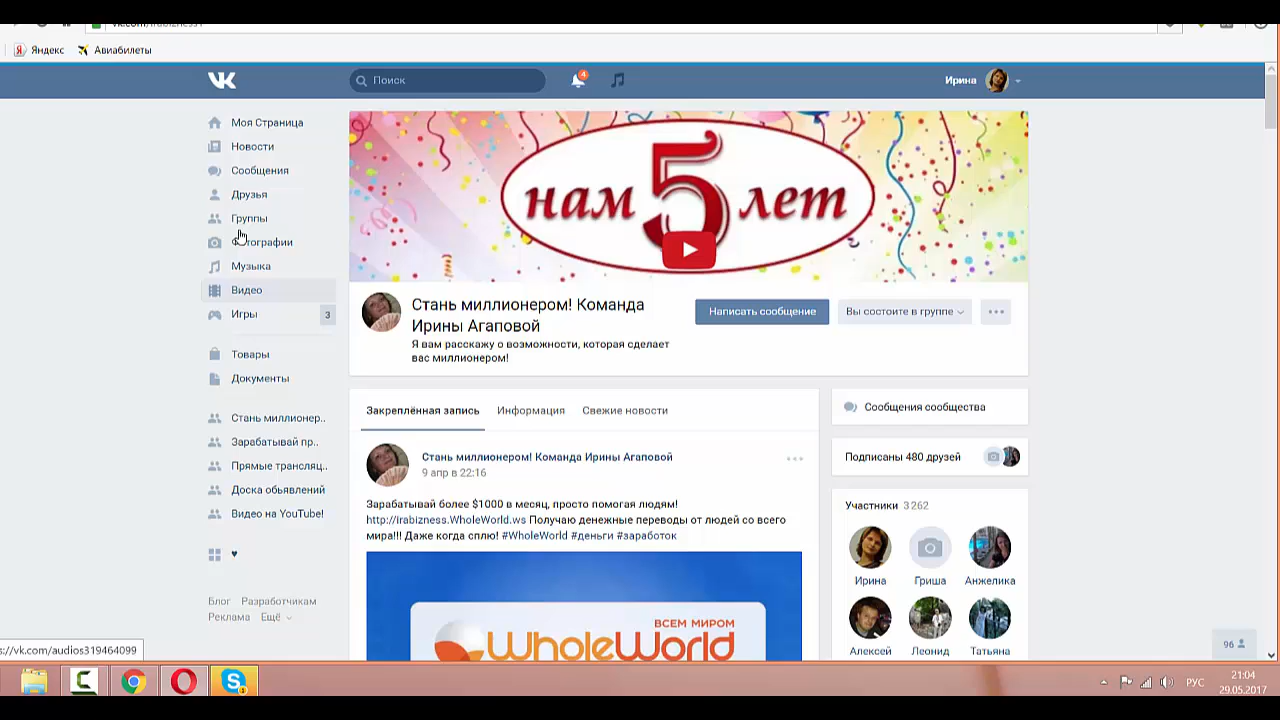 Яндекс
Авиабилеты
Поиск
4
Ирина
Моя Страница
Новости
Сообщения
Друзья
Группы
Фотографии
Музыка
Видео
Игры
3
Товары
Документы
Стань миллионер..
Зарабатывай пр..
Прямые трансляц..
Доска обьявлений
Видео на YouTube!
Блог Разработчикам
Реклама Ещё
нам 5 лет
Стань миллионером! Команда
Ирины Агаповой
Я вам расскажу о возможности, которая сделает
вас миллионером!
Написать сообщение
Вы состоите в группе
Закреплённая запись
Информация
Свежие новости
Стань миллионером! Команда Ирины Агаповой
9 апр в 22:16
Зарабатывай более $1000 в месяц, просто помогая людям!
http://irabizness.WholeWorld.ws Получаю денежные переводы от людей со всего
мира!!! Даже когда сплю! #WholeWorld #деньги #заработок
ВСЕМ МИРОМ
WHOLeWORLD
Сообщения сообщества
Подписаны 480 друзей
Участники 3 262
Ирина
Гриша
Анжелика
Алексей
Леонид
Татьяна
96
s://vk.com/audios319464099
РУС
21:04
29.05.2017